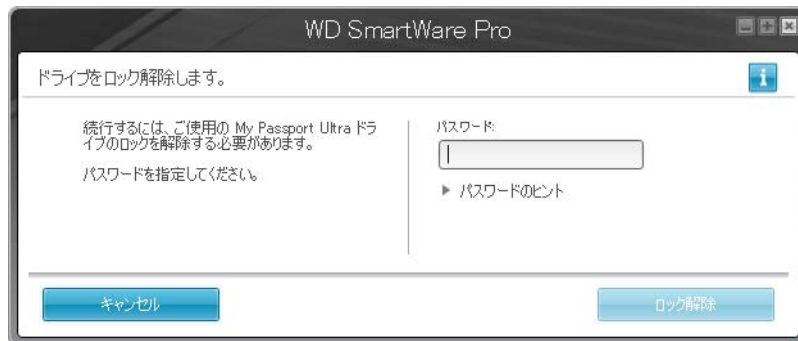 WD SmartWare Pro
ドライブをロック解除します。
続行するには、ご使用の My Passport Ultra ドラ
イブのロックを解除する必要があります。
パスワードを指定してください。
パスワード:
パスワードのヒント
キャンセル
ロック解除